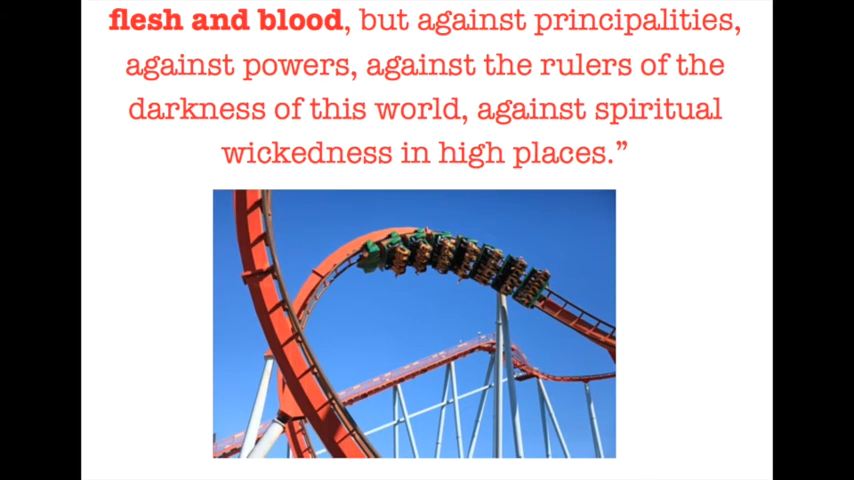 flesh and blood, but against principalities,
against powers, against the rulers of the
darkness of this world, against spiritual
wickedness in high places.”